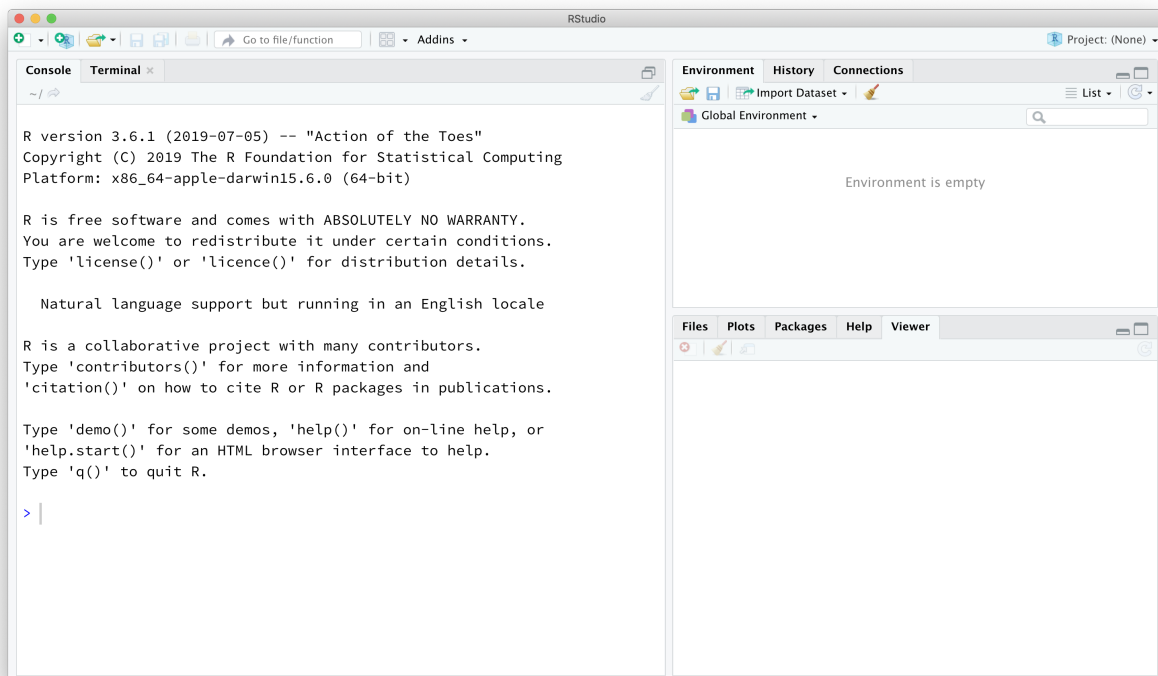 RStudio
Go to file/function
Addins
R Project: (None)
Console Terminal
~/
R version 3.6.1 (2019-07-05) -- "Action of the Toes"
Copyright (C) 2019 The R Foundation for Statistical Computing
Platform: x86_64-apple-darwin15.6.0 (64-bit)
R is free software and comes with ABSOLUTELY NO WARRANTY.
You are welcome to redistribute it under certain conditions.
Type 'license()' or 'licence()' for distribution details.
Natural language support but running in an English locale
R is a collaborative project with many contributors.
Type 'contributors()' for more information and
'citation()' on how to cite R or R packages in publications.
Type 'demo()' for some demos, 'help()' for on-line help, or
'help.start()' for an HTML browser interface to help.
Type 'q()' to quit R.
>
Environment History Connections
Import Dataset List
Global Environment
Environment is empty
Files Plots Packages Help Viewer